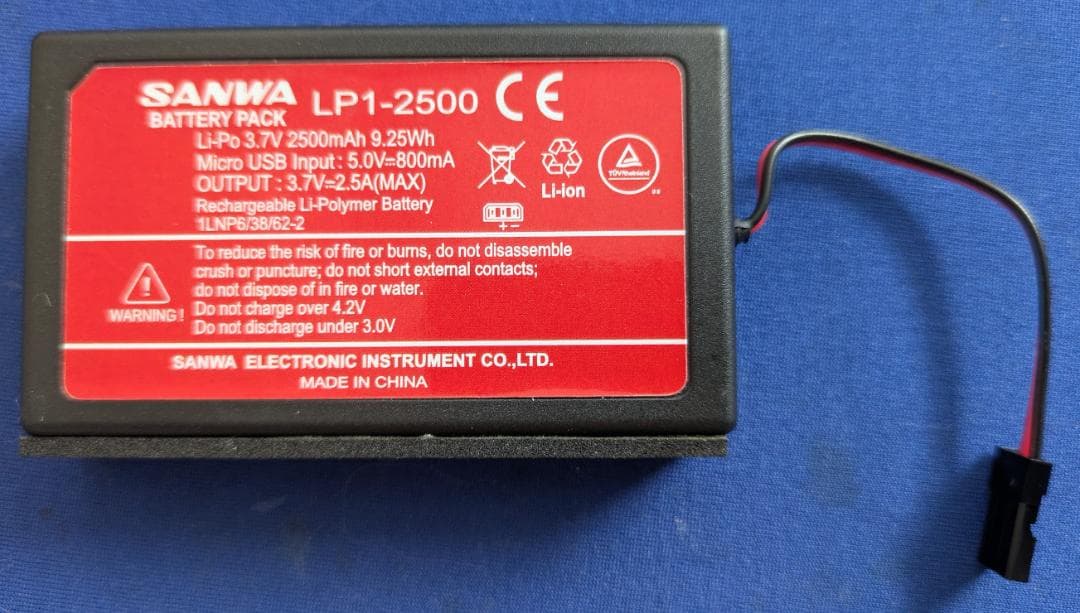 SANWA LP1-2500 CE
BATTERY PACK
Li-Po 3.7V 2500mAh 9.25Wh
Micro USB Input : 5.0V⎓800mA
OUTPUT : 3.7V⎓2.5A(MAX)
Rechargeable Li-Polymer Battery
1LNP6/38/62-2
Li-ion
TÜVRheinland
+ −
To reduce the risk of fire or burns, do not disassemble
crush or puncture; do not short external contacts;
do not dispose of in fire or water.
Do not charge over 4.2V
Do not discharge under 3.0V
WARNING !
SANWA ELECTRONIC INSTRUMENT CO.,LTD.
MADE IN CHINA